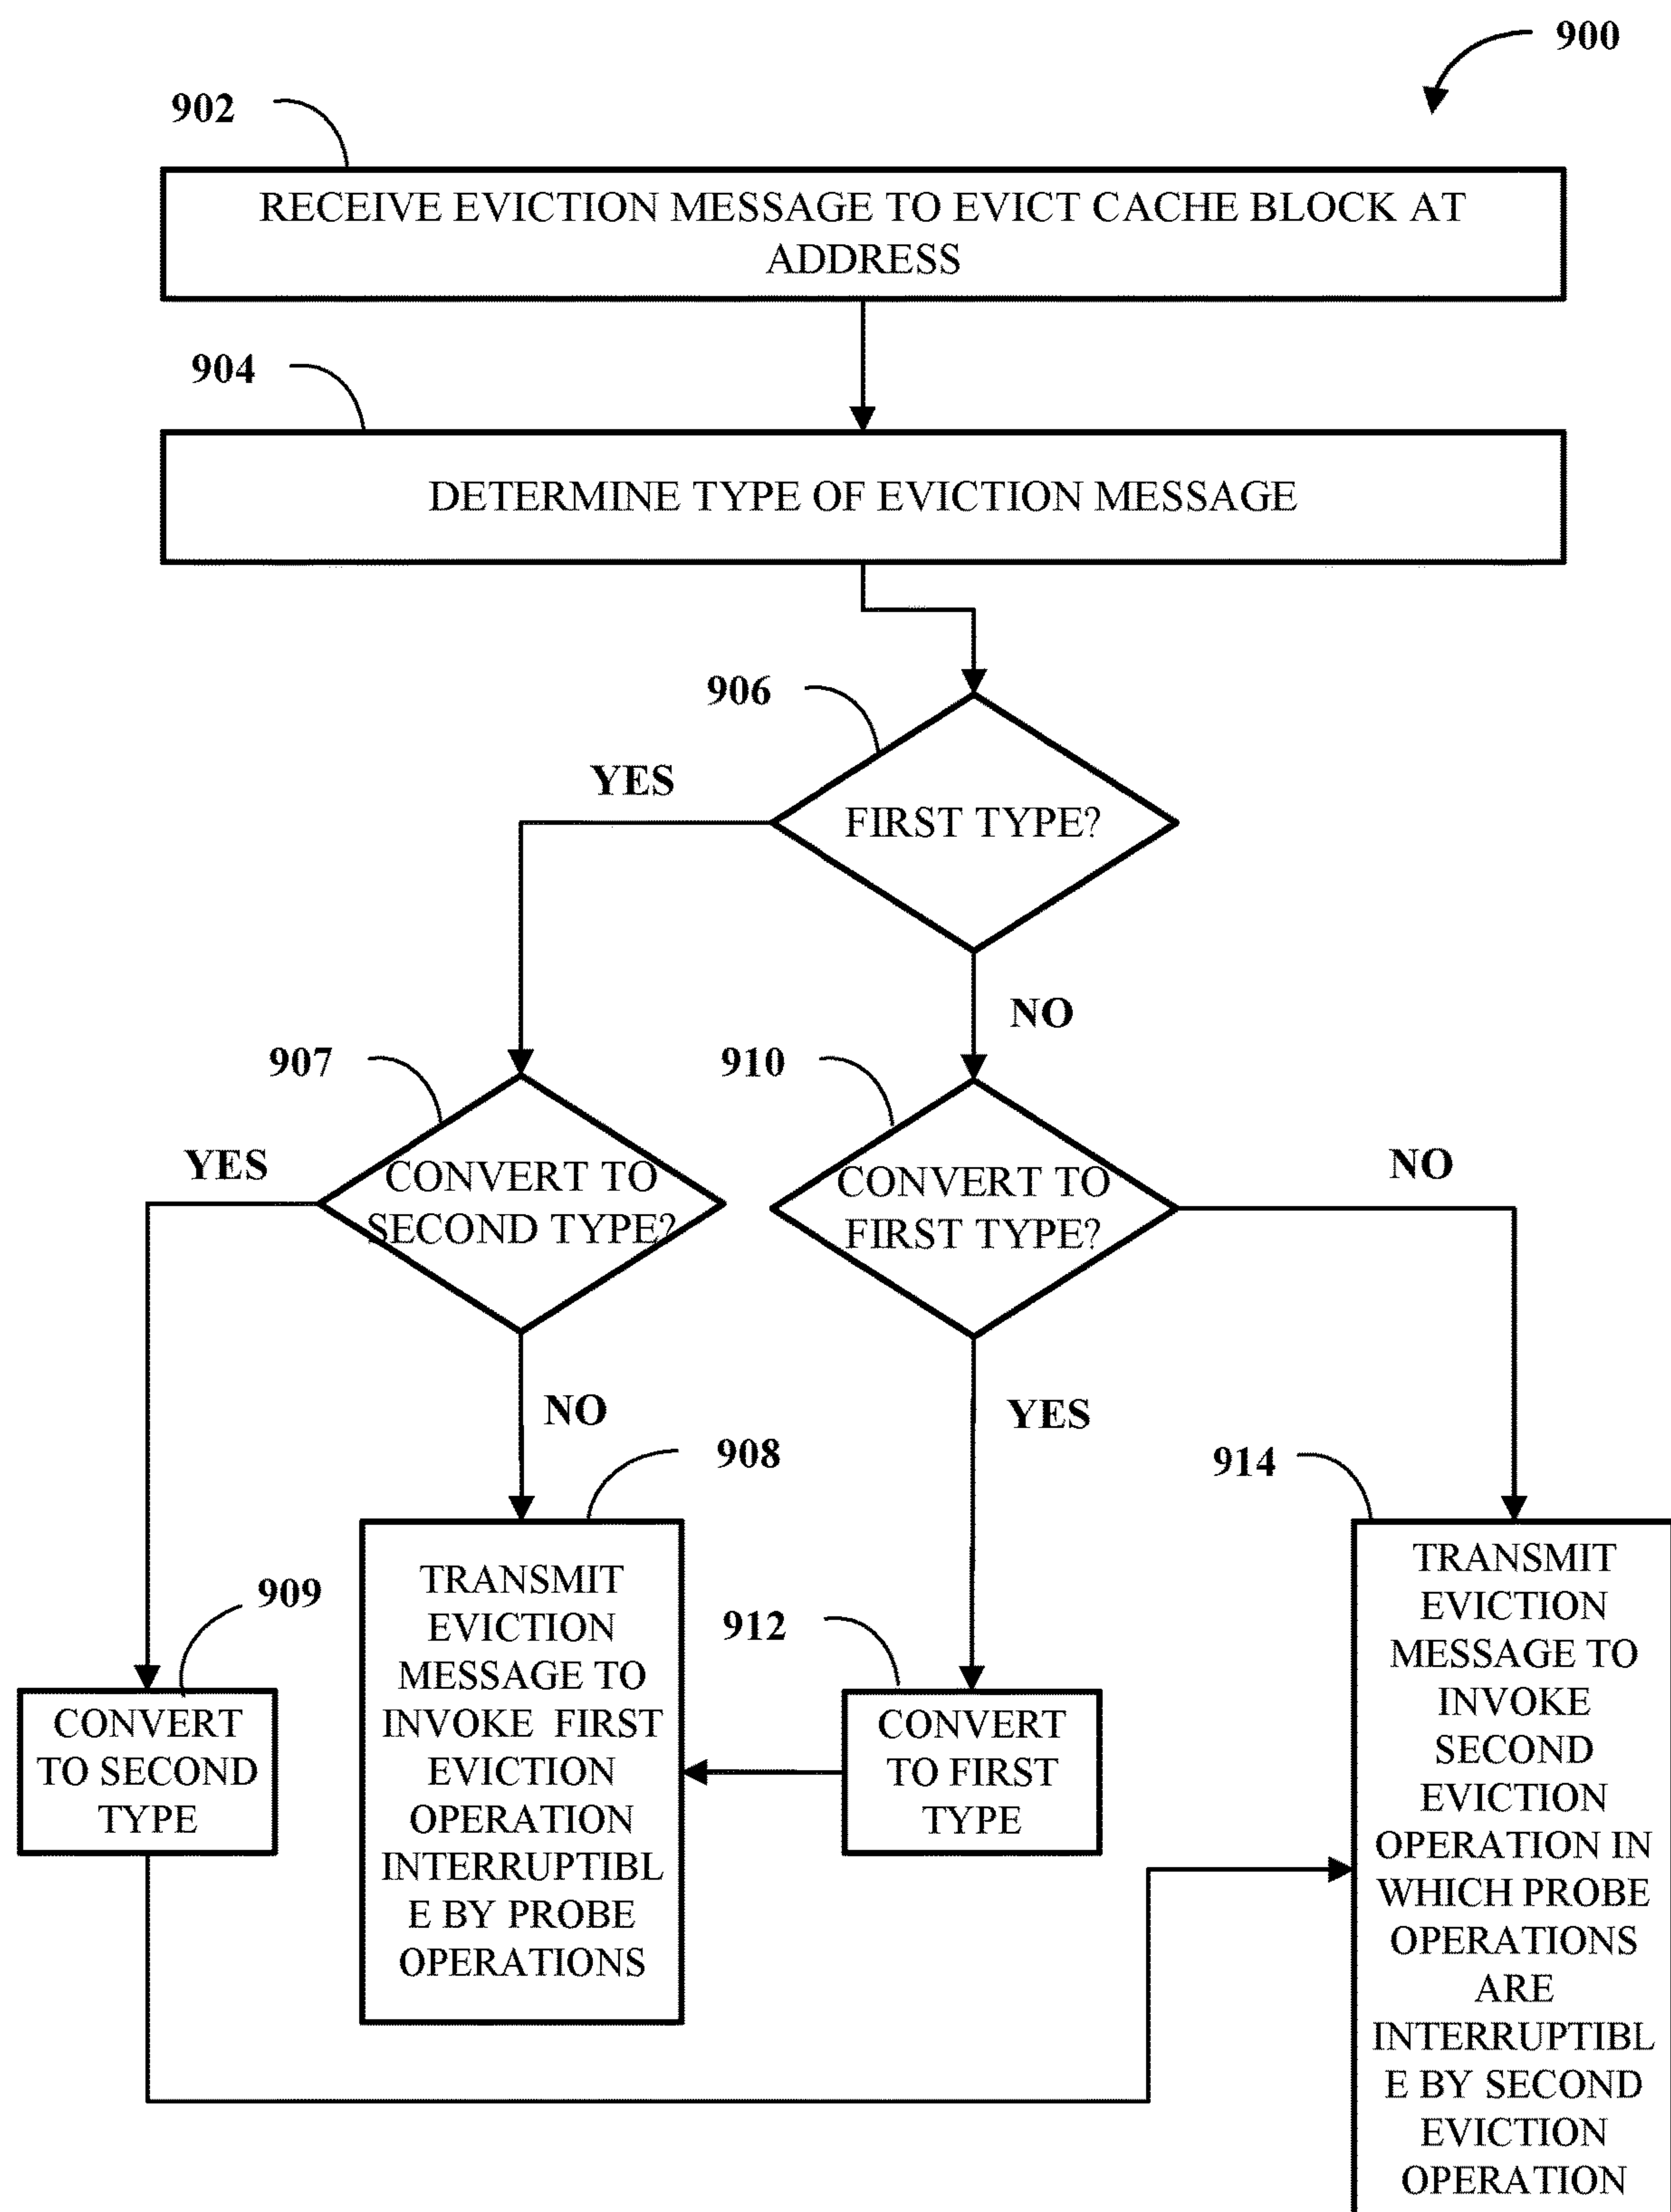 900
902
RECEIVE EVICTION MESSAGE TO EVICT CACHE BLOCK AT
ADDRESS
904
DETERMINE TYPE OF EVICTION MESSAGE
906
YES
FIRST TYPE?
NO
907
910
YES
CONVERT TO
SECOND TYPE?
CONVERT TO
FIRST TYPE?
NO
NO
YES
908
914
909
912
CONVERT
TO SECOND
TYPE
TRANSMIT
EVICTION
MESSAGE TO
INVOKE FIRST
EVICTION
OPERATION
INTERRUPTIBL
E BY PROBE
OPERATIONS
CONVERT
TO FIRST
TYPE
TRANSMIT
EVICTION
MESSAGE TO
INVOKE
SECOND
EVICTION
OPERATION IN
WHICH PROBE
OPERATIONS
ARE
INTERRUPTIBL
E BY SECOND
EVICTION
OPERATION